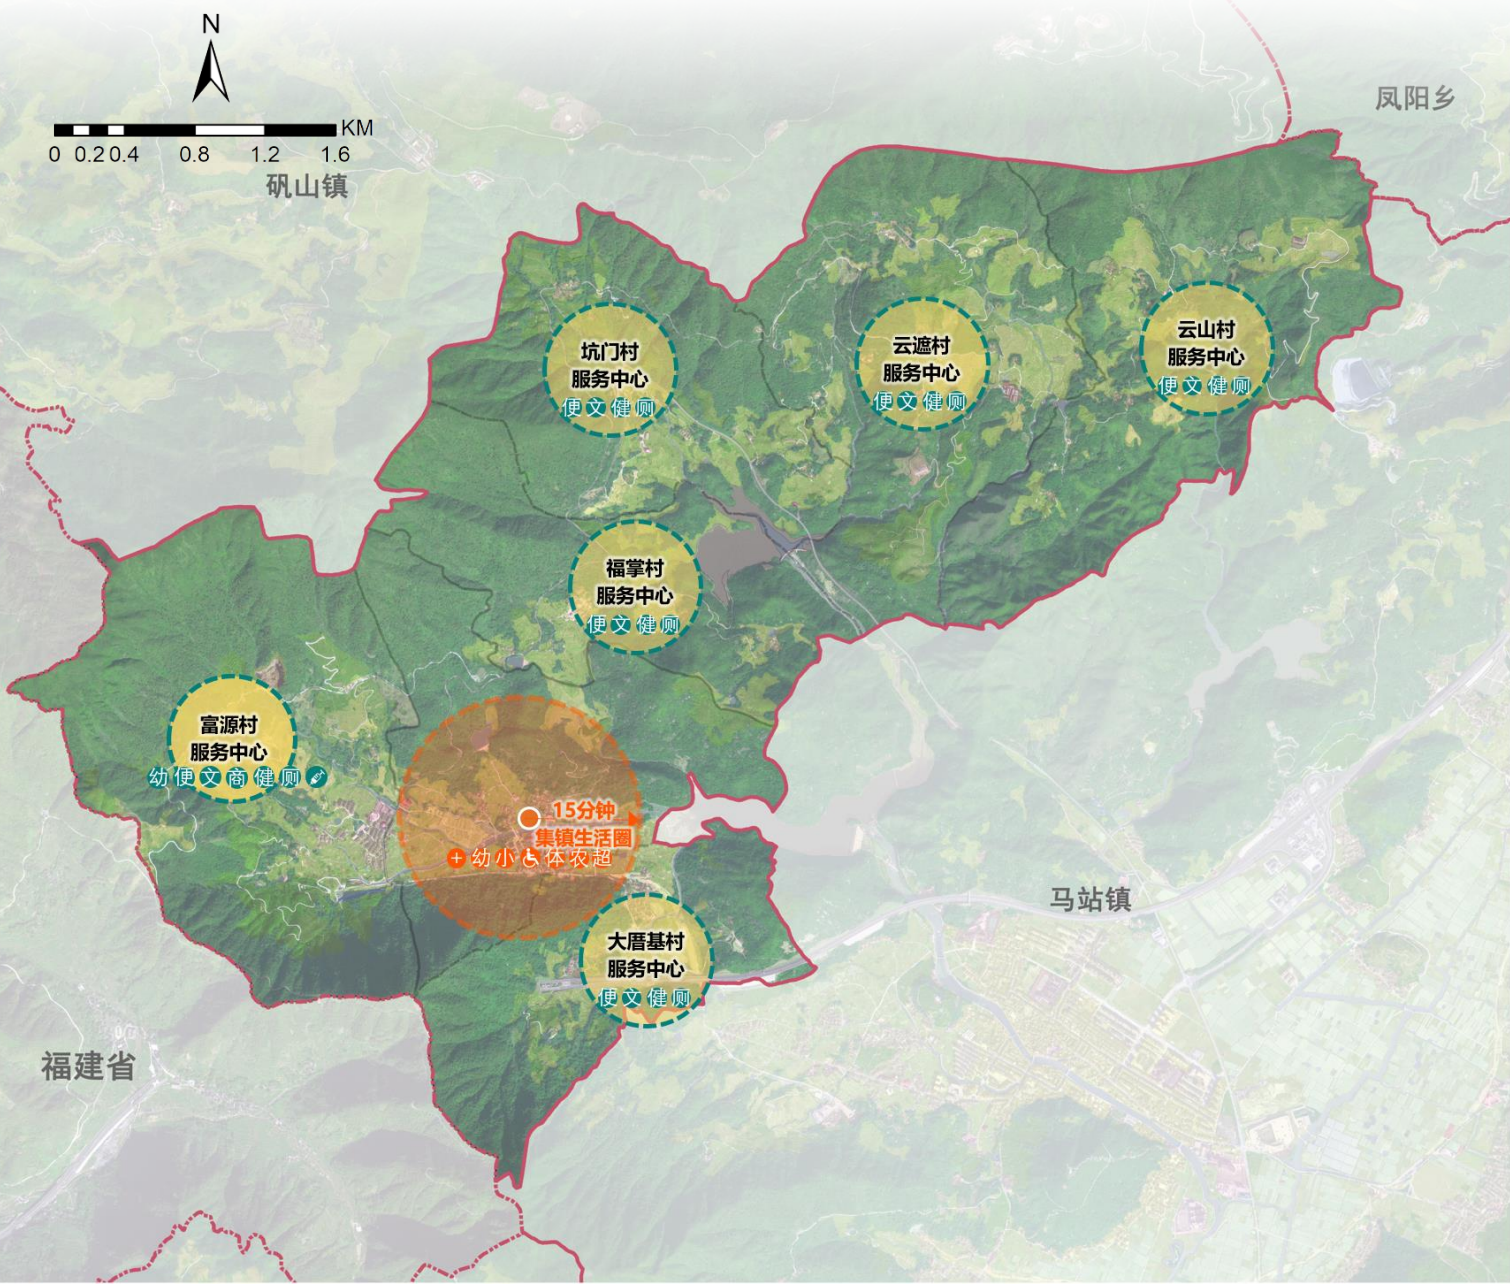 N
KM
0 0.2 0.4 0.8 1.2 1.6
矾山镇
凤阳乡
坑门村
服务中心
便文健厕
云遮村
服务中心
便文健厕
云山村
服务中心
便文健厕
福掌村
服务中心
便文健厕
富源村
服务中心
幼便文商健厕
15分钟
集镇生活圈
幼小体农超
大厝基村
服务中心
便文健厕
马站镇
福建省